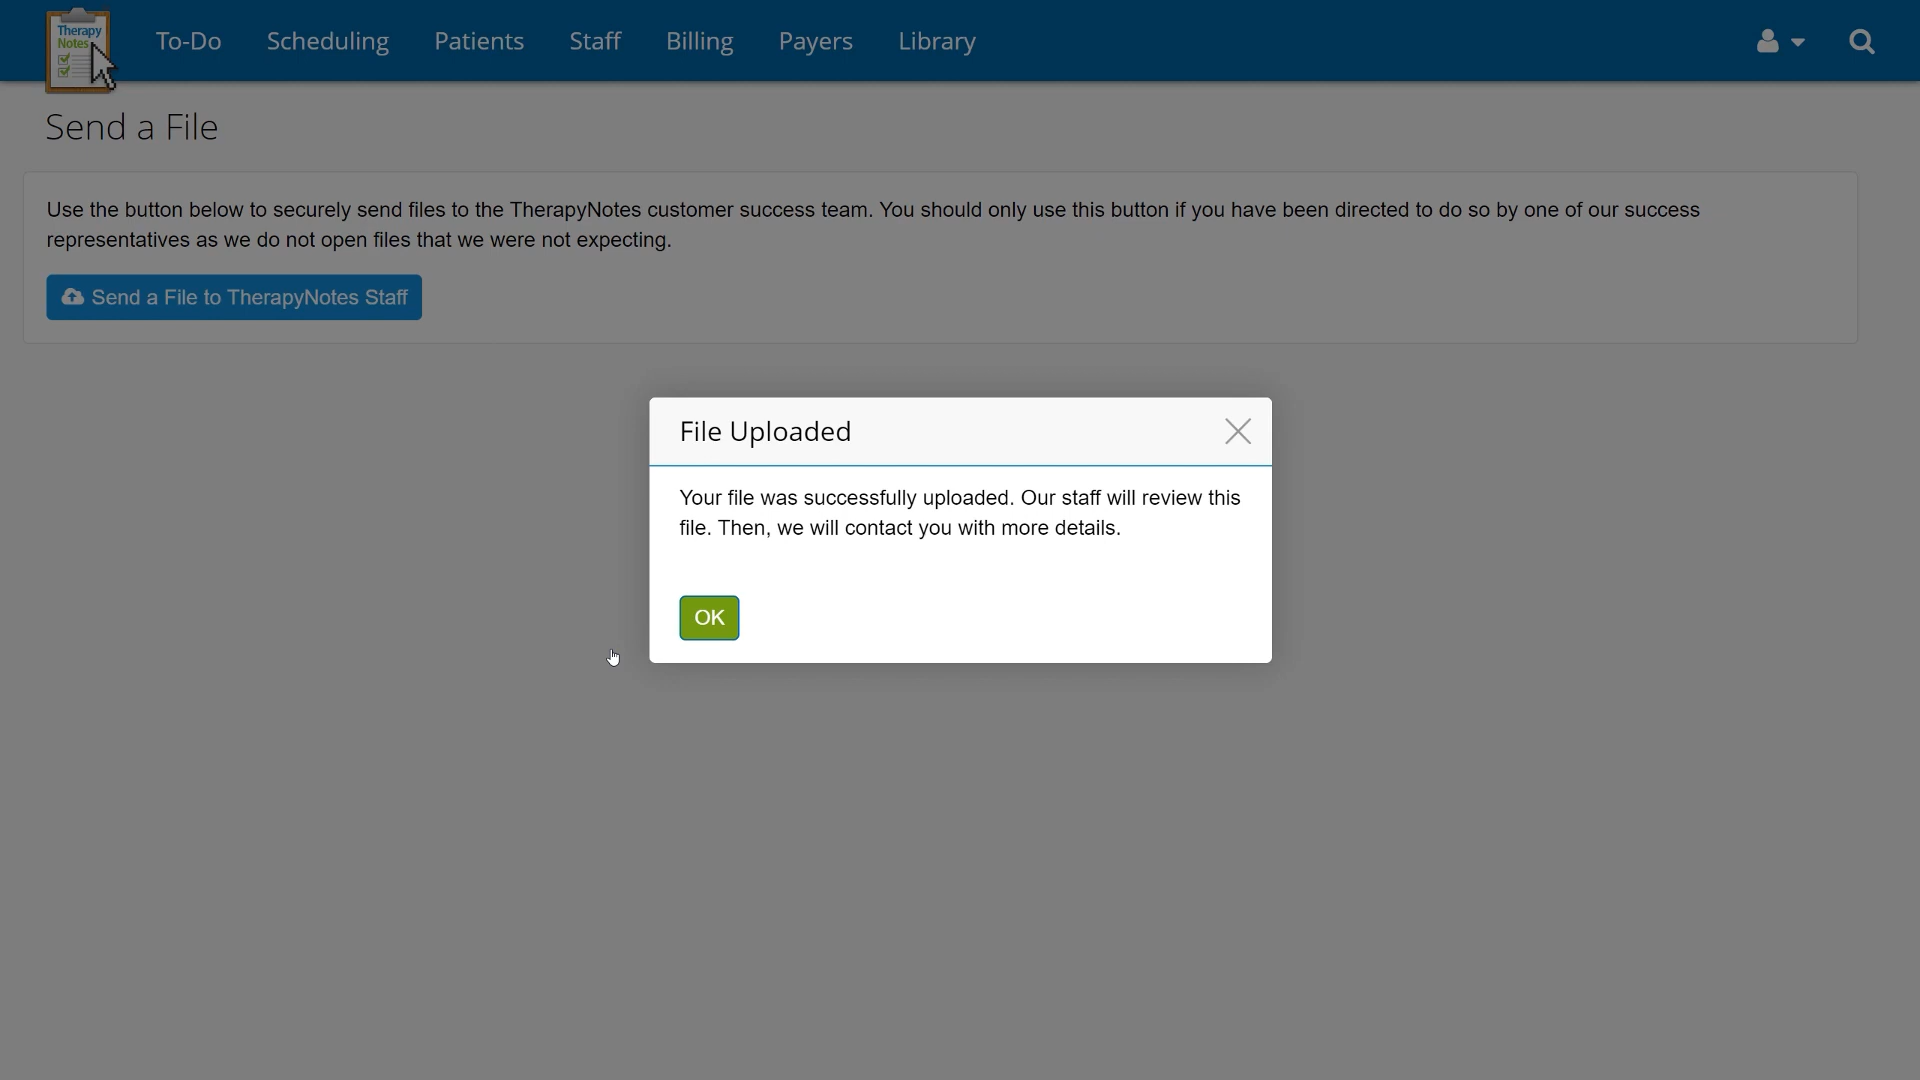 Therapy
Notes
To-Do
Scheduling
Patients
Staff
Billing
Payers
Library
Send a File
Use the button below to securely send files to the TherapyNotes customer success team. You should only use this button if you have been directed to do so by one of our success
representatives as we do not open files that we were not expecting.
Send a File to TherapyNotes Staff
File Uploaded
Your file was successfully uploaded. Our staff will review this
file. Then, we will contact you with more details.
OK